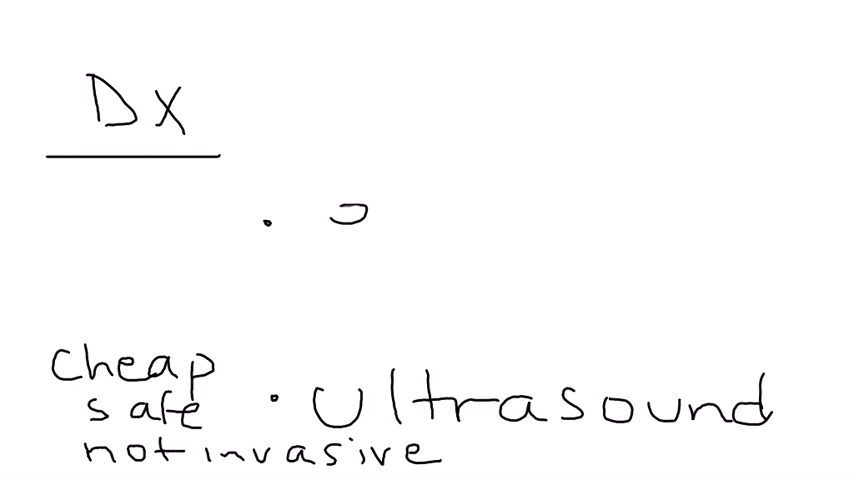 Dx
cheap
safe
· Ultrasound
not invasive